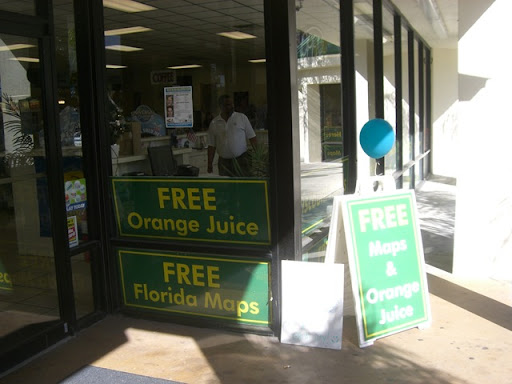 FREE
Orange Juice
FREE
Florida Maps
FREE
Maps
&
Orange
Juice